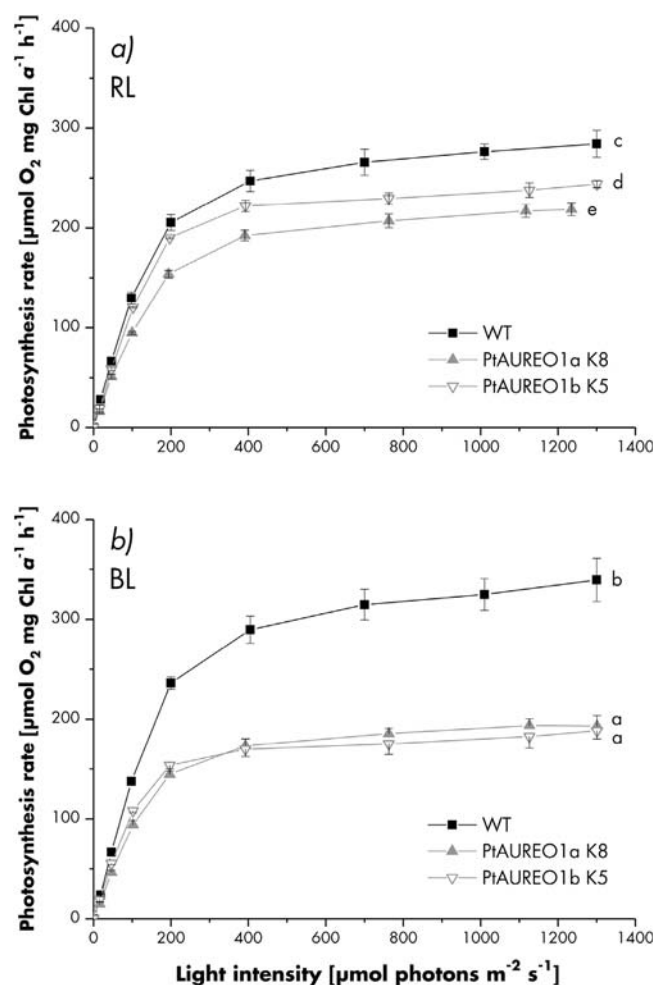 a)
RL
Photosynthesis rate [µmol O₂ mg Chl a⁻¹ h⁻¹]
400
300
200
100
0
c
d
e
WT
PtAUREO1a K8
PtAUREO1b K5
0 200 400 600 800 1000 1200 1400
b)
BL
Photosynthesis rate [µmol O₂ mg Chl a⁻¹ h⁻¹]
400
300
200
100
0
b
a
a
WT
PtAUREO1a K8
PtAUREO1b K5
0 200 400 600 800 1000 1200 1400
Light intensity [µmol photons m⁻² s⁻¹]